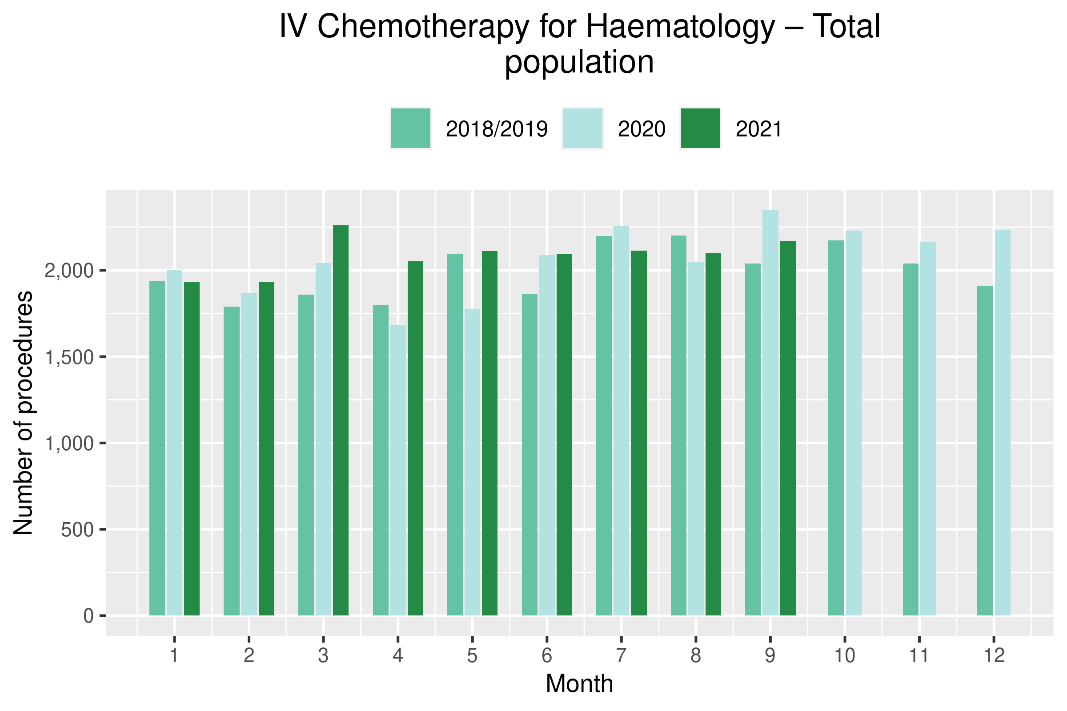 IV Chemotherapy for Haematology – Total
population
2018/2019 2020 2021
Number of procedures
2,000
1,500
1,000
500
0
1 2 3 4 5 6 7 8 9 10 11 12
Month